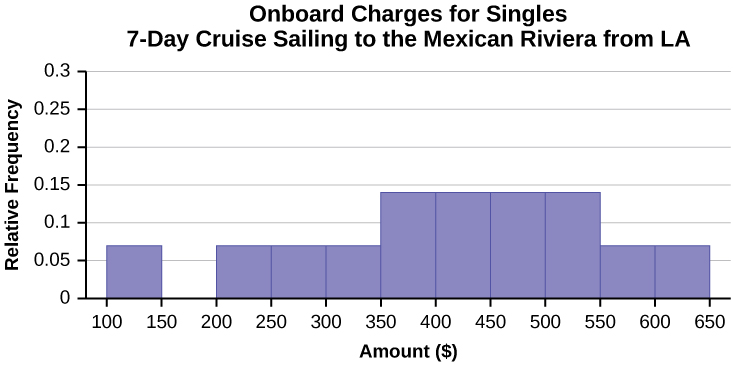 Onboard Charges for Singles
7-Day Cruise Sailing to the Mexican Riviera from LA
Relative Frequency
0.3
0.25
0.2
0.15
0.1
0.05
0
100 150 200 250 300 350 400 450 500 550 600 650
Amount ($)